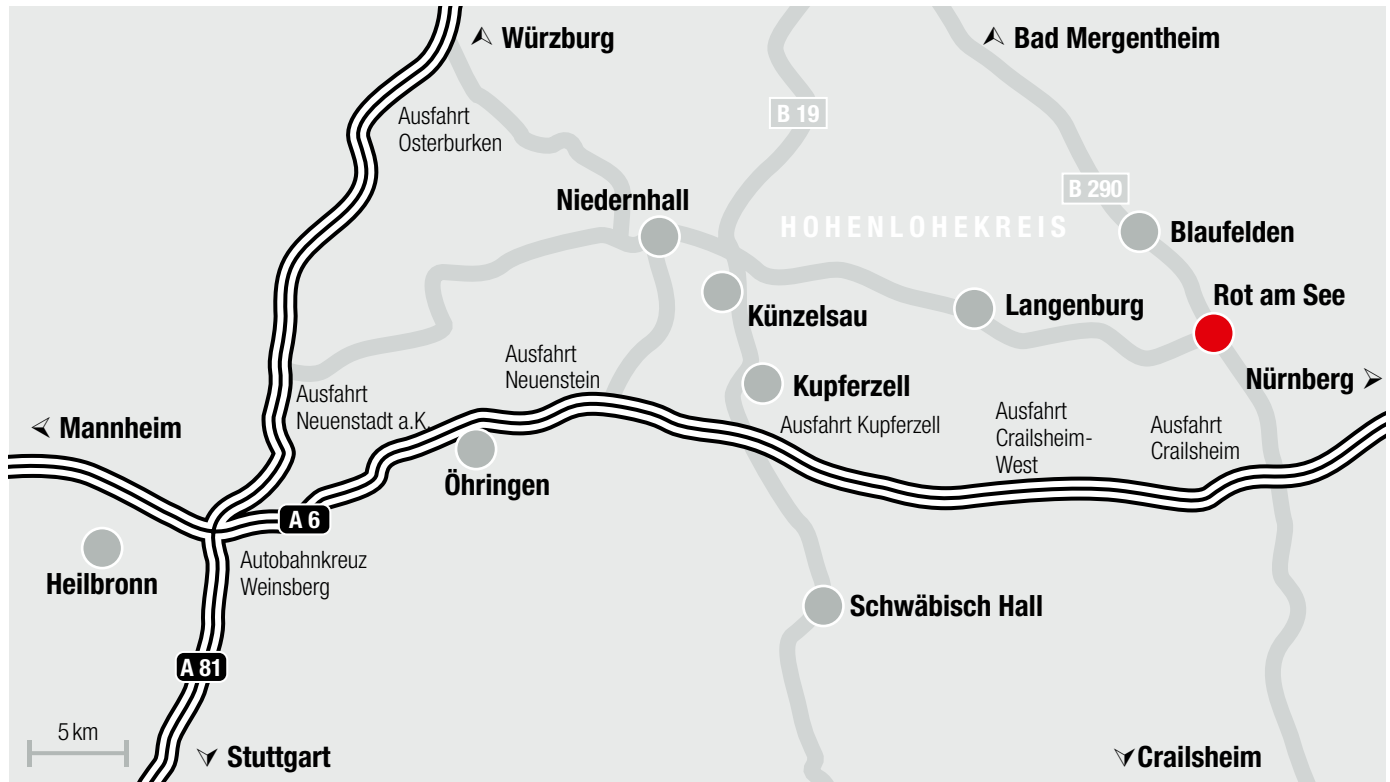 Würzburg
Bad Mergentheim
B 19
Ausfahrt
Osterburken
B 290
Niedernhall
HOHENLOHEKREIS
Blaufelden
Rot am See
Langenburg
Künzelsau
Ausfahrt
Neuenstein
Nürnberg
Kupferzell
Ausfahrt
Neuenstadt a.K.
Mannheim
Ausfahrt Kupferzell
Ausfahrt
Crailsheim-
West
Ausfahrt
Crailsheim
Öhringen
A 6
Autobahnkreuz
Weinsberg
Heilbronn
Schwäbisch Hall
A 81
5 km
Stuttgart
Crailsheim